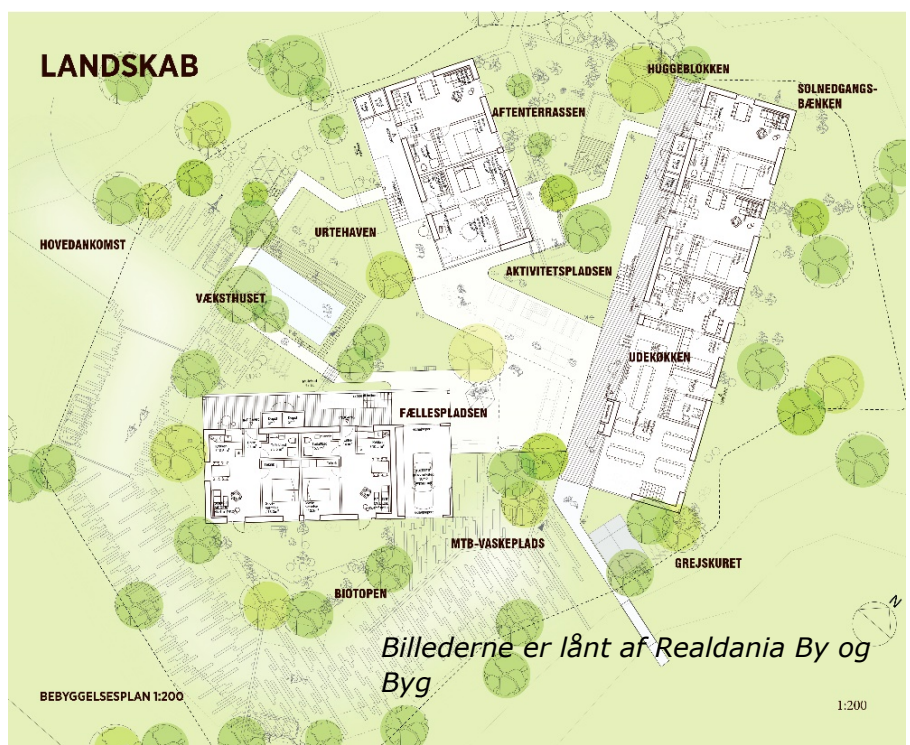 LANDSKAB
HUGGEBLOKKEN
SOLNEDGANGS-
BÆNKEN
AFTENTERRASSEN
URTEHAVEN
HOVEDANKOMST
AKTIVITETSPLADSEN
VÆKSTHUSET
UDEKØKKEN
FÆLLESPLADSEN
MTB-VASKEPLADS
GREJSKURET
BIOTOPEN
N
Billederne er lånt af Realdania By og
Byg
BEBYGGELSESPLAN 1:200
1:200